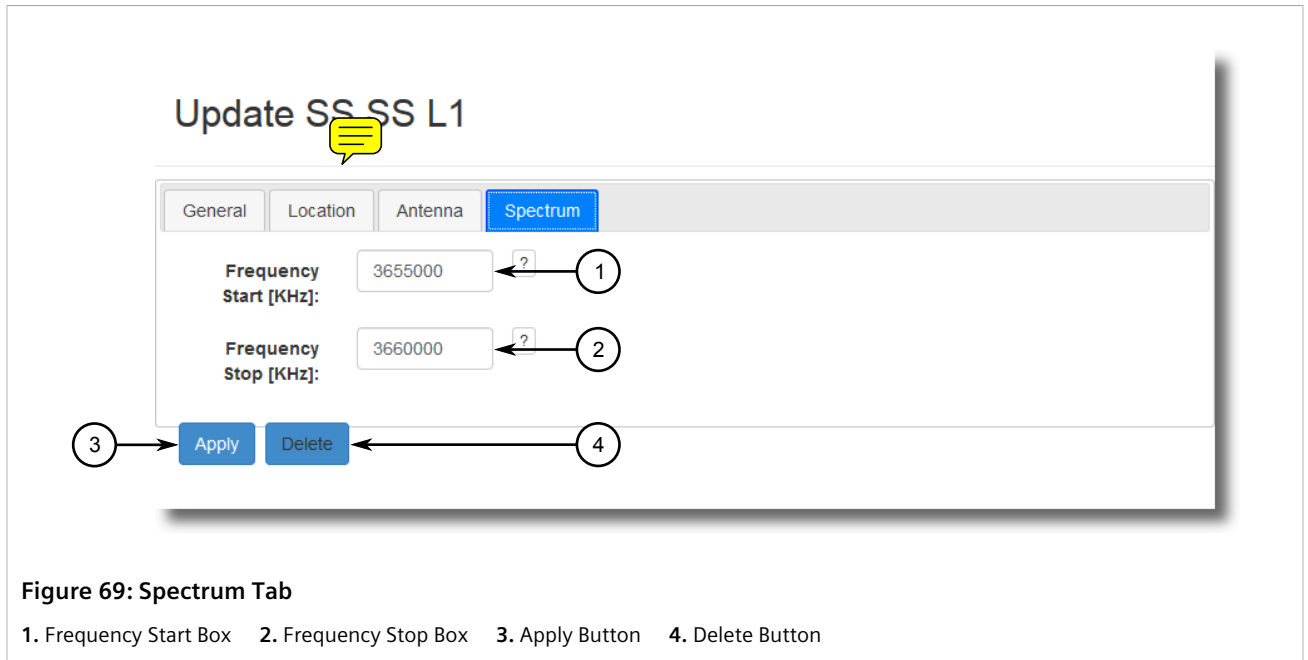 Update SS SS L1
General Location Antenna Spectrum
Frequency Start [KHz]: 3655000 ? 1
Frequency Stop [KHz]: 3660000 ? 2
3 Apply Delete 4
Figure 69: Spectrum Tab
1. Frequency Start Box 2. Frequency Stop Box 3. Apply Button 4. Delete Button